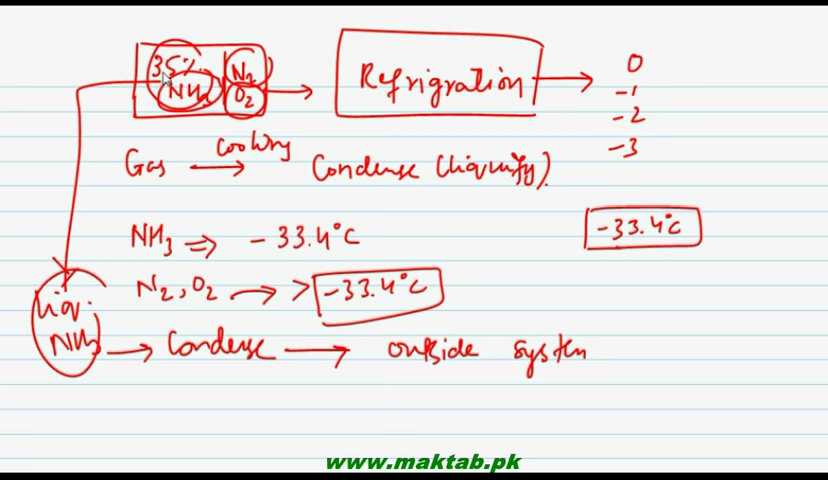 35% N2
NH3 O2
Refrigration
0
-1
-2
-3
Gas cooling Condense (liquify).
NH3 ⇒ -33.4°C
-33.4°C
N2, O2 → > -33.4°C
liq.
NH3 → Condense → outside system
www.maktab.pk